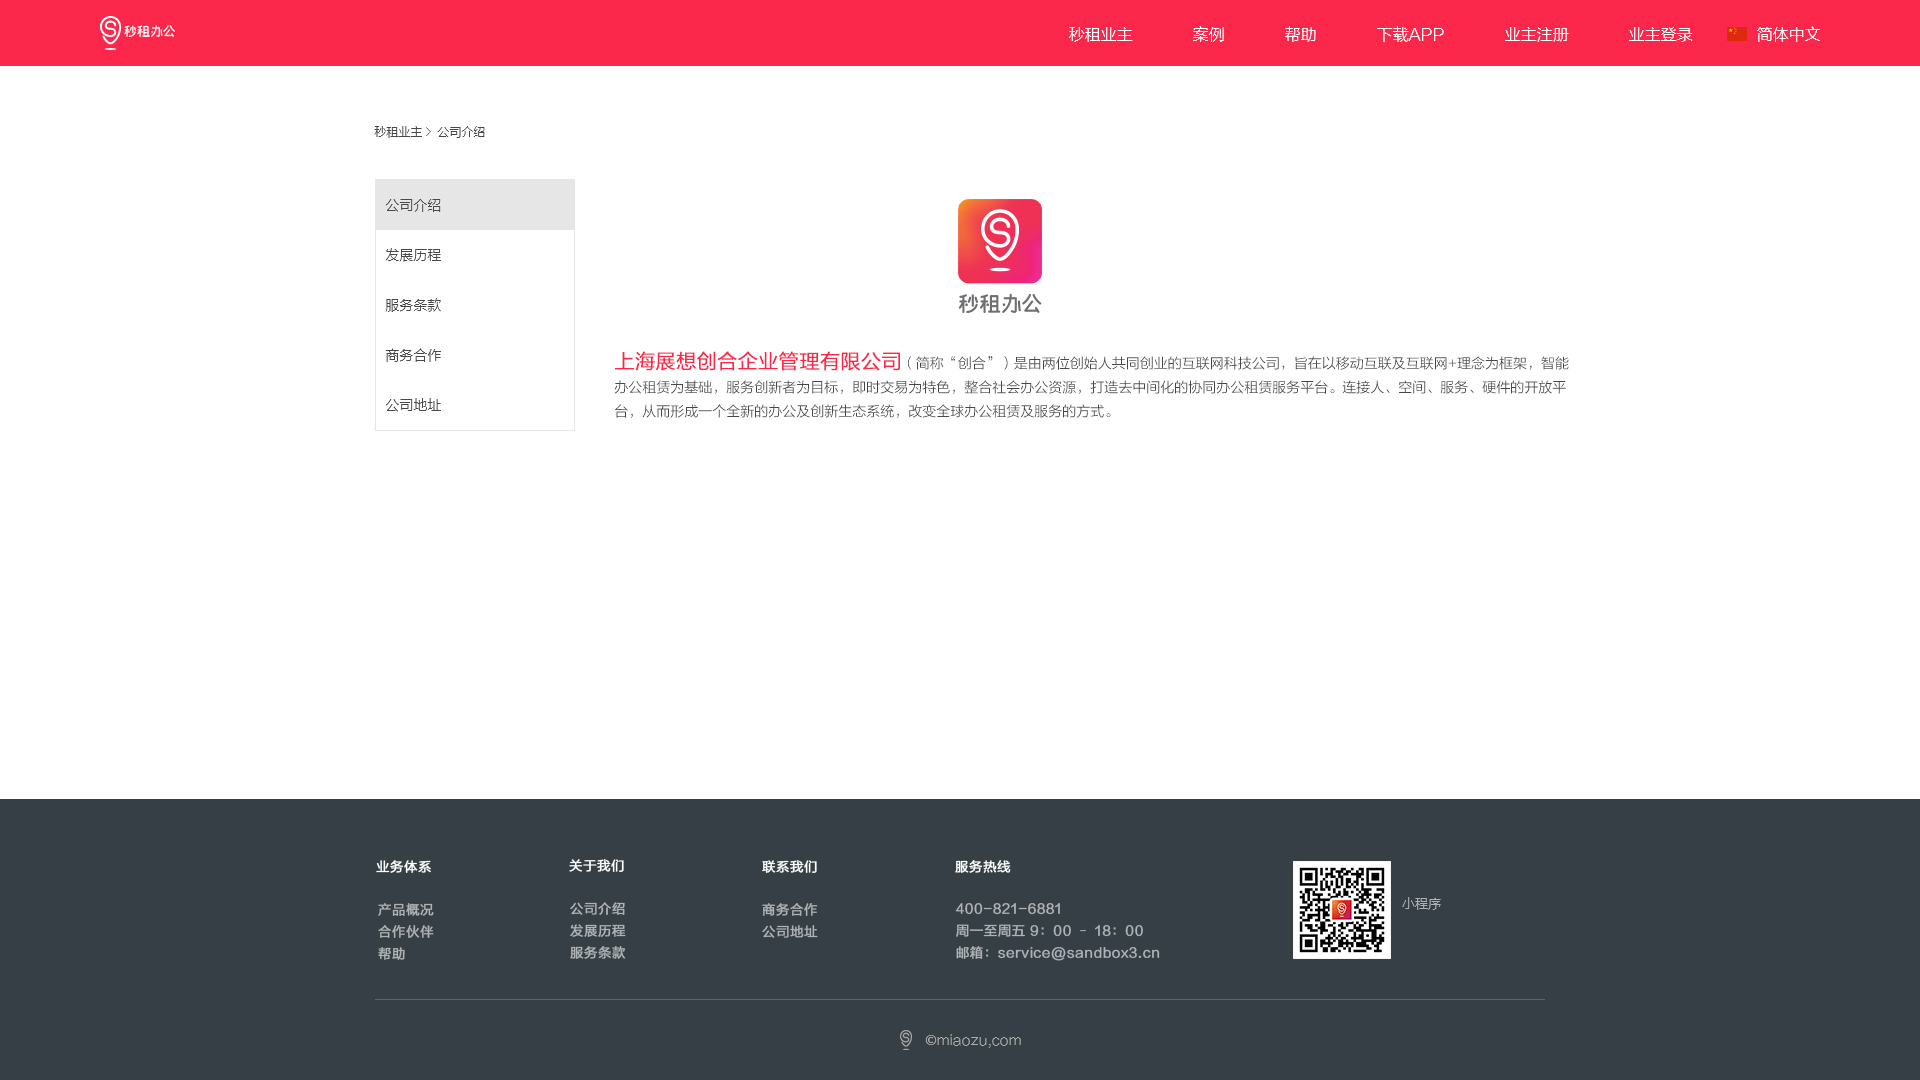 秒租办公
秒租业主
案例
帮助
下载APP
业主注册
业主登录
简体中文
秒租业主> 公司介绍
公司介绍
发展历程
服务条款
商务合作
公司地址
秒租办公
上海展想创合企业管理有限公司（简称“创合”）是由两位创始人共同创业的互联网科技公司，旨在以移动互联及互联网+理念为框架，智能
办公租赁为基础，服务创新者为目标，即时交易为特色，整合社会办公资源，打造去中间化的协同办公租赁服务平台。连接人、空间、服务、硬件的开放平
台，从而形成一个全新的办公及创新生态系统，改变全球办公租赁及服务的方式。
业务体系
产品概况
合作伙伴
帮助
关于我们
公司介绍
发展历程
服务条款
联系我们
商务合作
公司地址
服务热线
400-821-6881
周一至周五 9：00 - 18：00
邮箱：service@sandbox3.cn
小程序
©miaozu,com